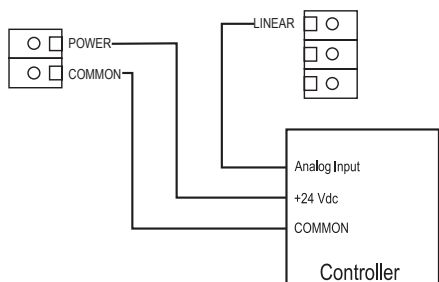 POWER
COMMON
LINEAR
Analog Input
+24 Vdc
COMMON
Controller